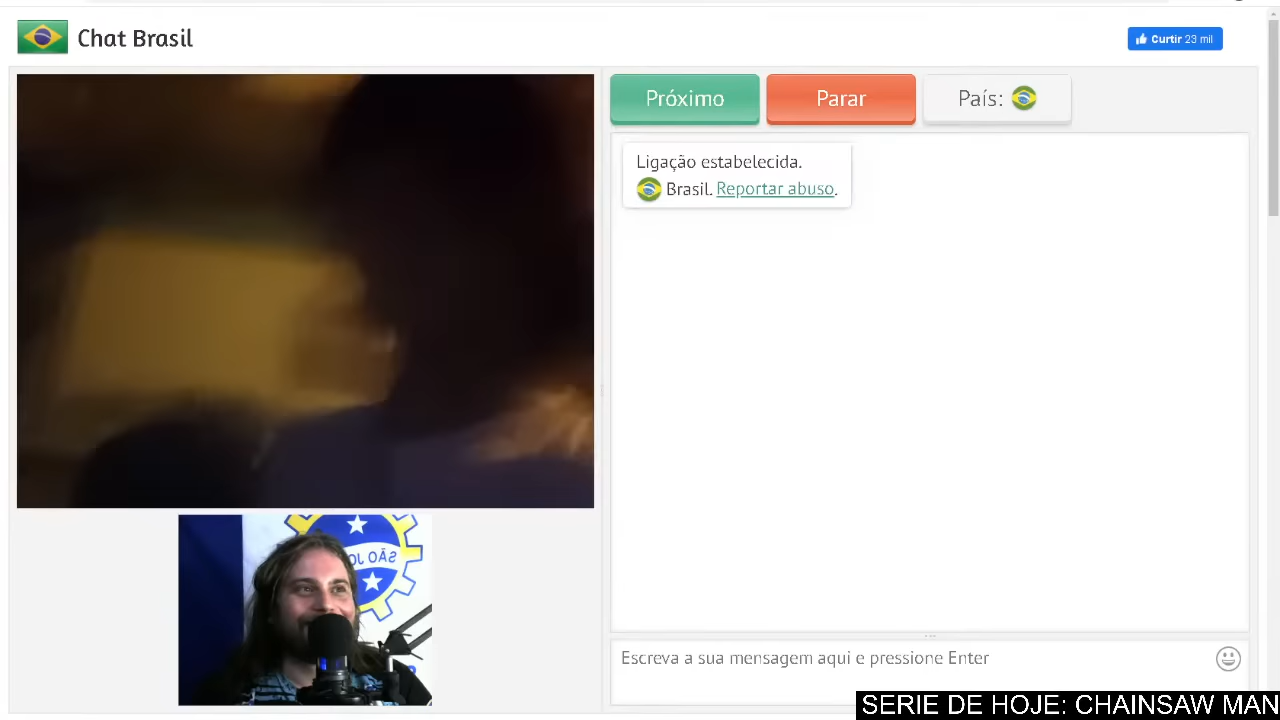 Chat Brasil
Curtir 23 mil
Próximo
Parar
País:
Ligação estabelecida.
Brasil. Reportar abuso.
Escreva a sua mensagem aqui e pressione Enter
SERIE DE HOJE: CHAINSAW MAN